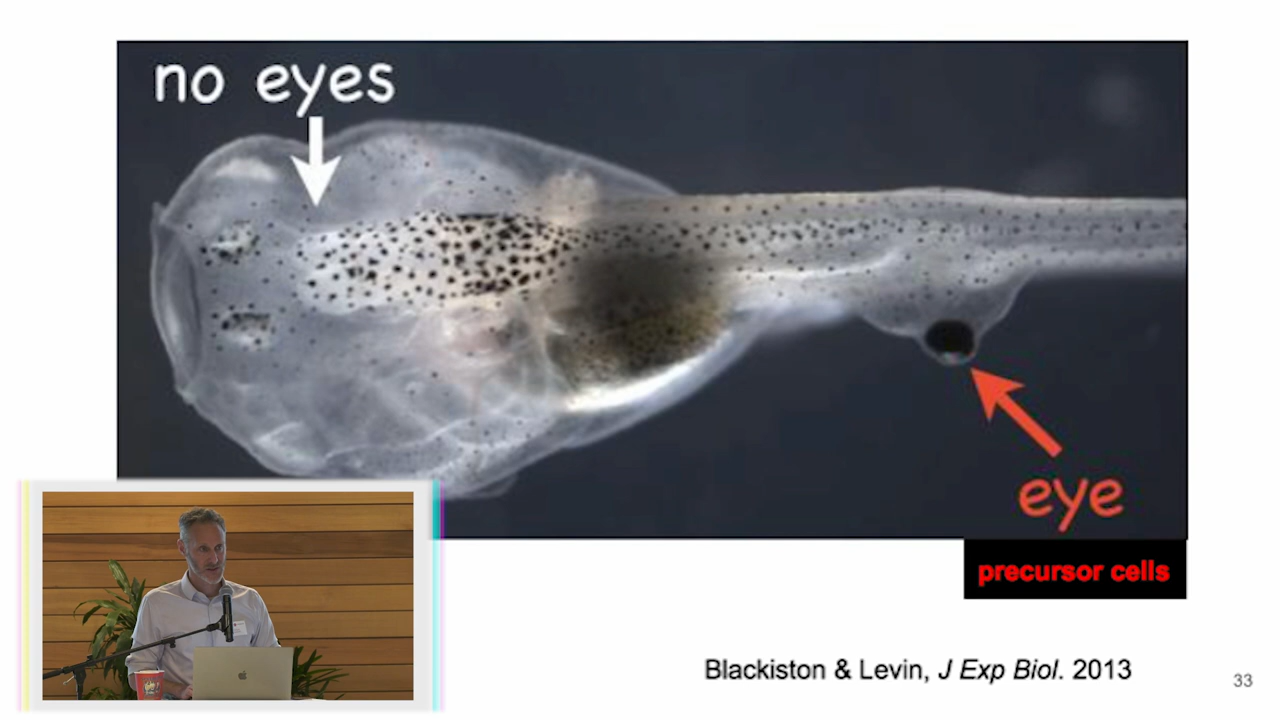 no eyes
eye
precursor cells
Blackiston & Levin, J Exp Biol. 2013
33